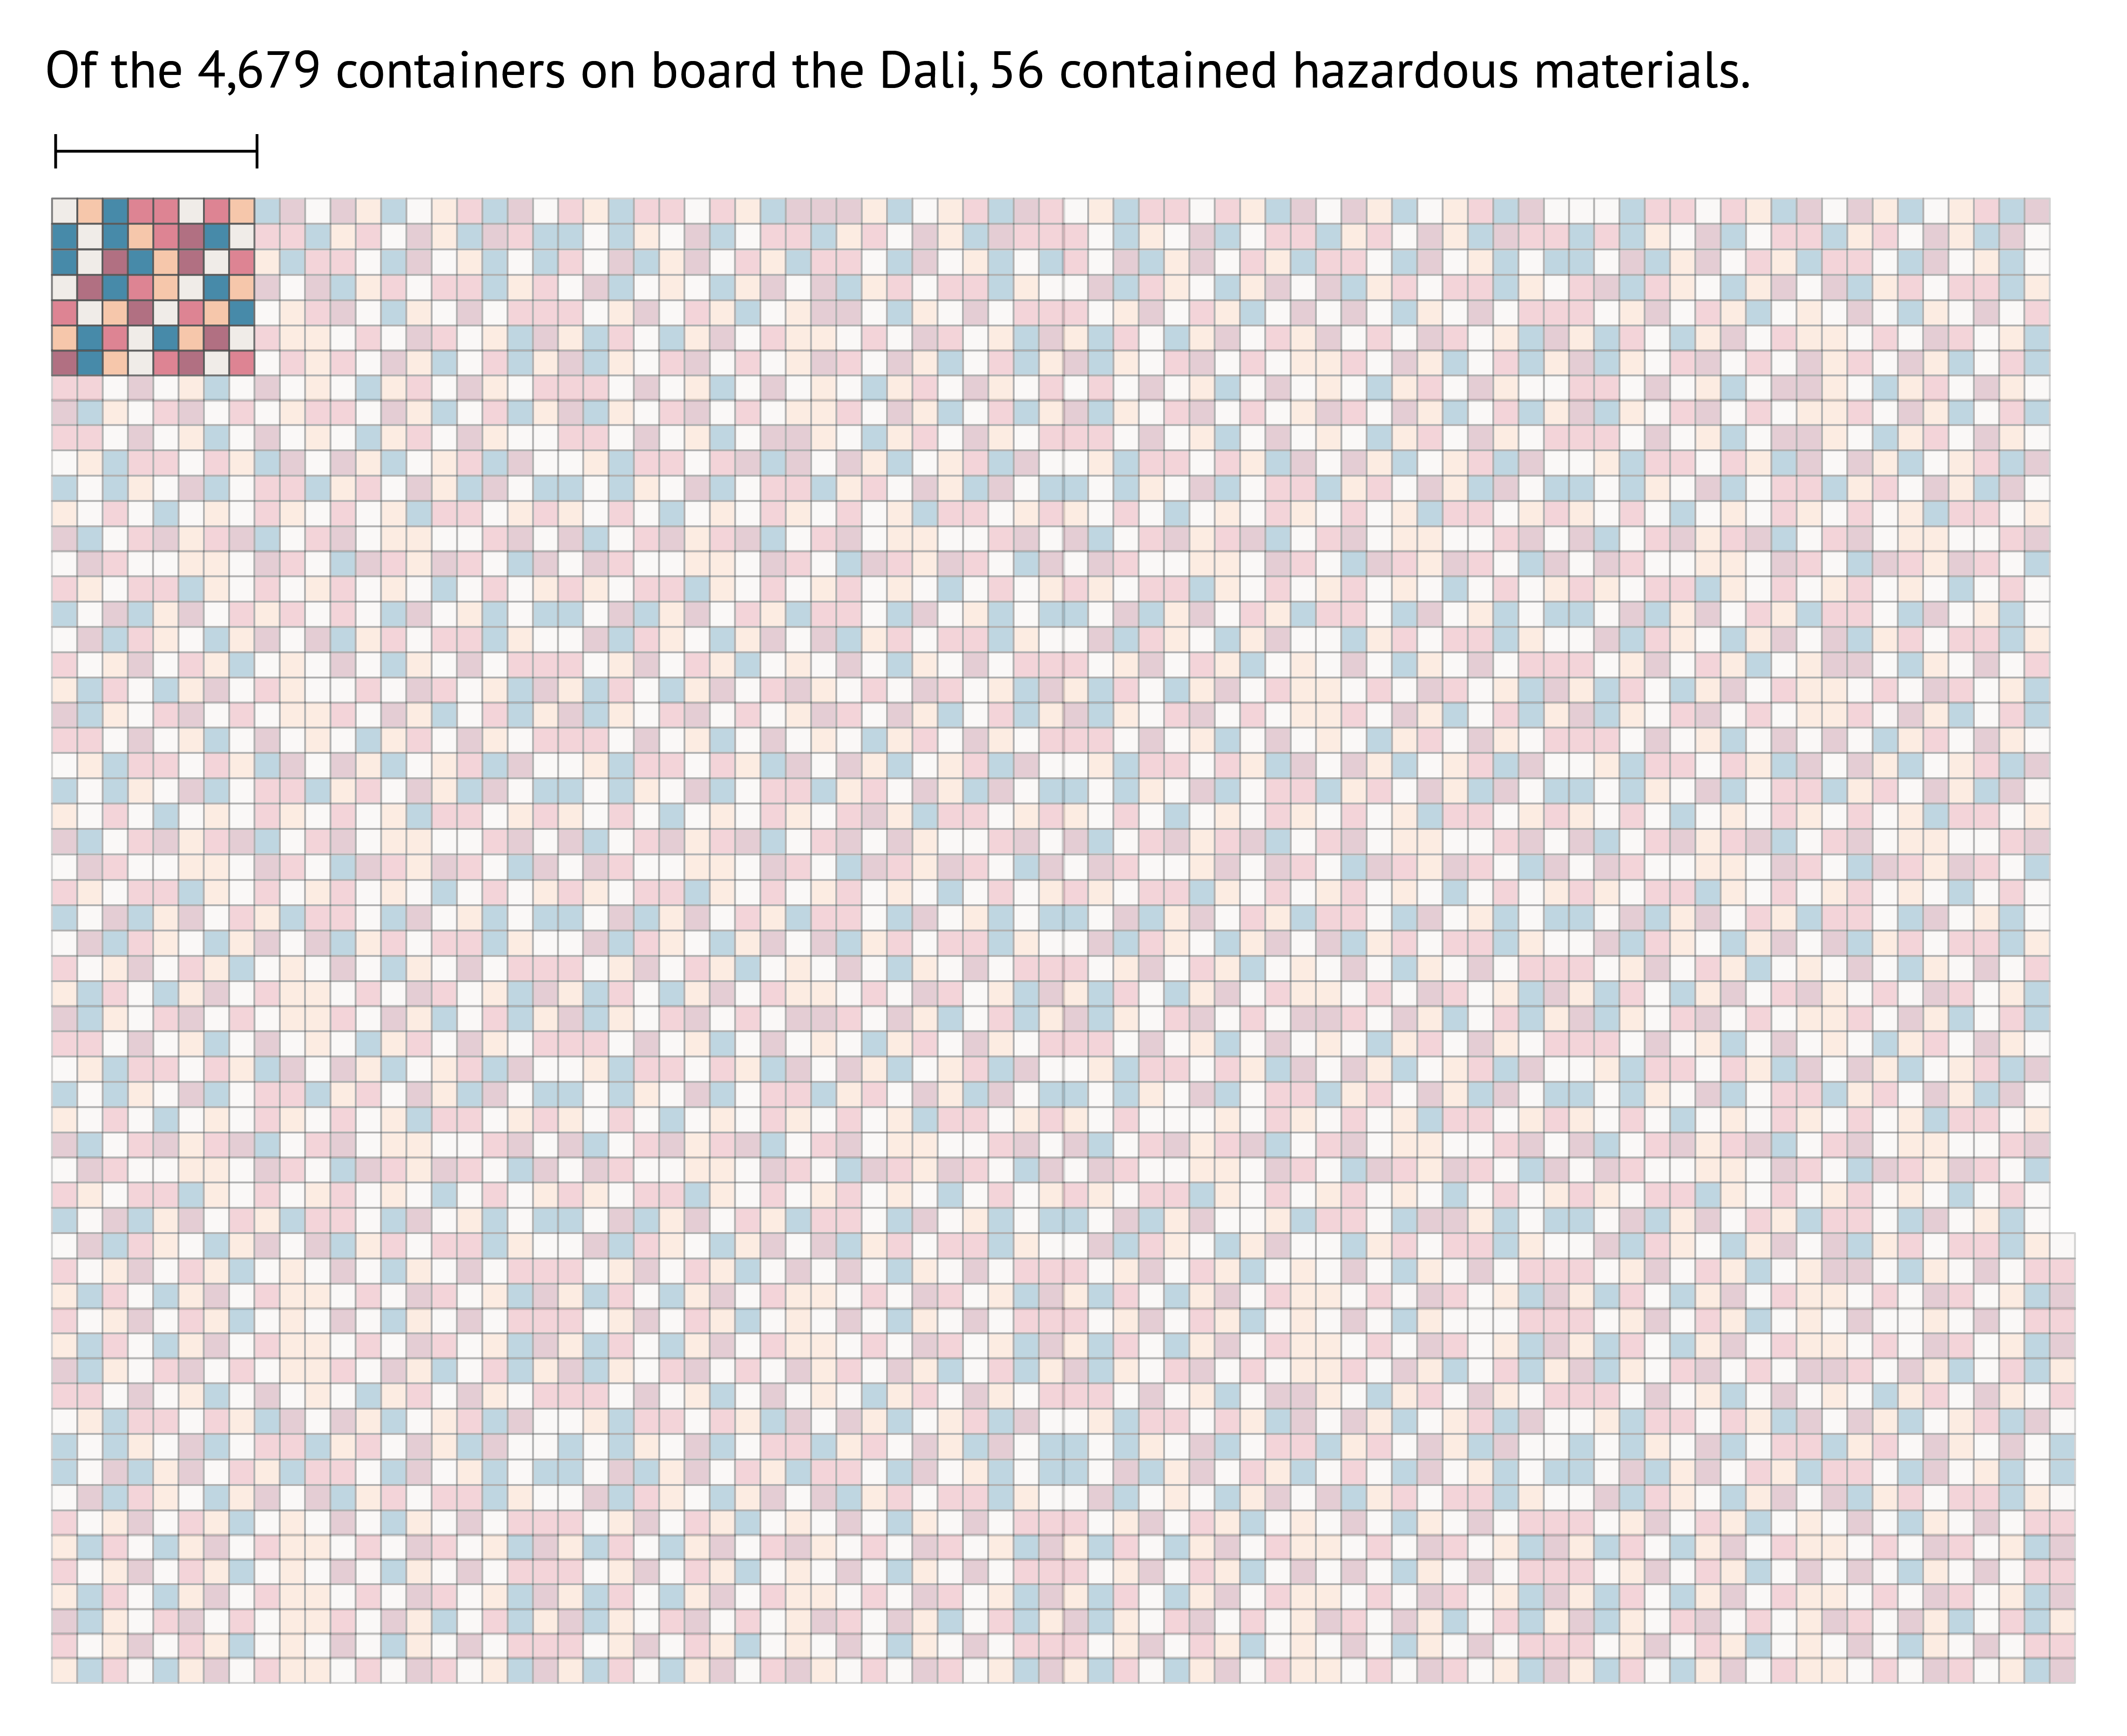 Of the 4,679 containers on board the Dali, 56 contained hazardous materials.